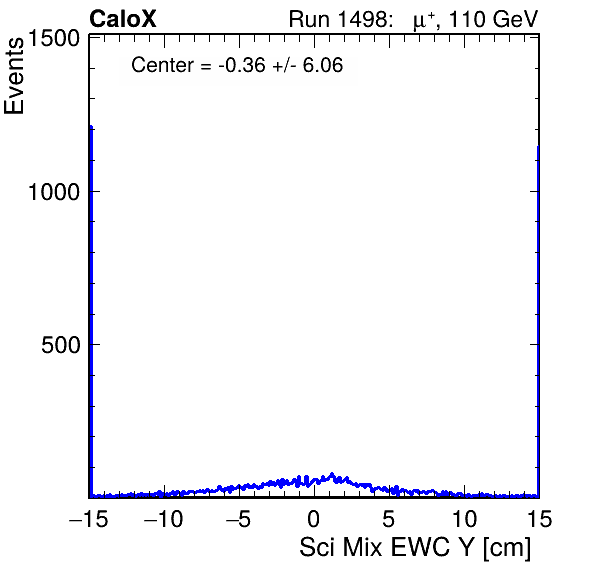 CaloX Run 1498: μ⁺, 110 GeV
Events
Center = -0.36 +/- 6.06
1500
1000
500
−15 −10 −5 0 5 10 15
Sci Mix EWC Y [cm]